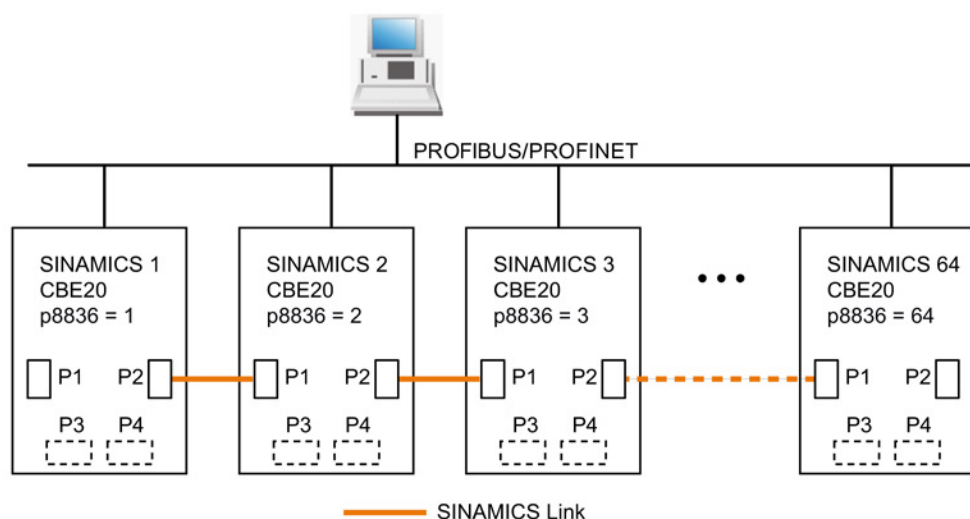 PROFIBUS/PROFINET
SINAMICS 1
CBE20
p8836 = 1
P1
P2
P3
P4
SINAMICS 2
CBE20
p8836 = 2
P1
P2
P3
P4
SINAMICS 3
CBE20
p8836 = 3
P1
P2
P3
P4
SINAMICS 64
CBE20
p8836 = 64
P1
P2
P3
P4
SINAMICS Link